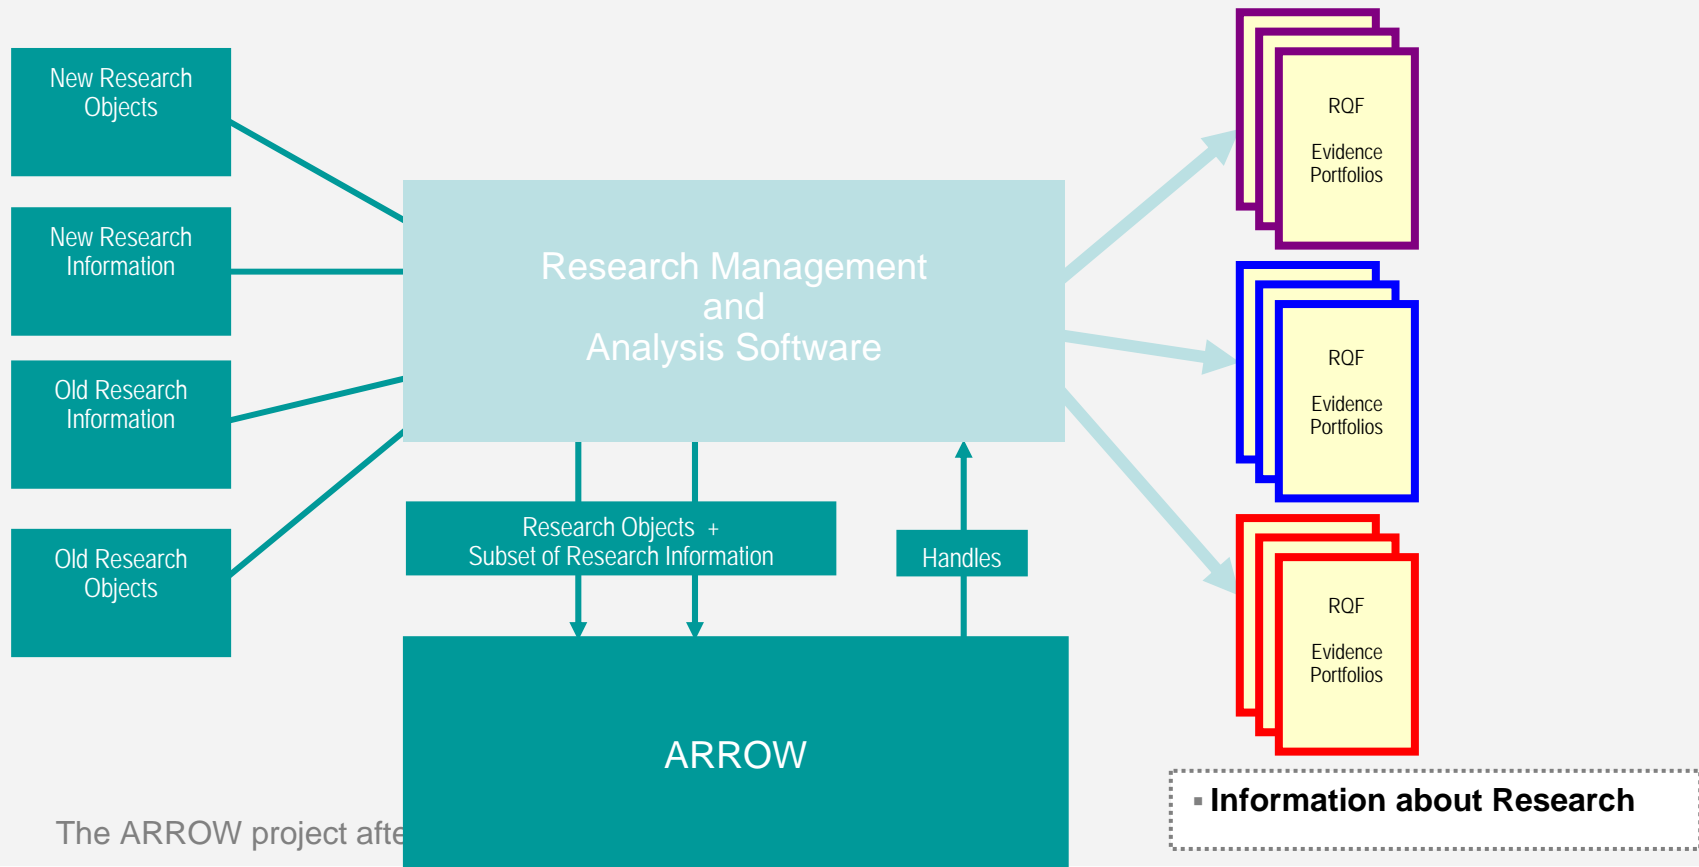 New Research
Objects
New Research
Information
Old Research
Information
Old Research
Objects
Research Management
and
Analysis Software
Research Objects +
Subset of Research Information
Handles
ARROW
RQF
Evidence
Portfolios
RQF
Evidence
Portfolios
RQF
Evidence
Portfolios
▪ Information about Research
The ARROW project afte